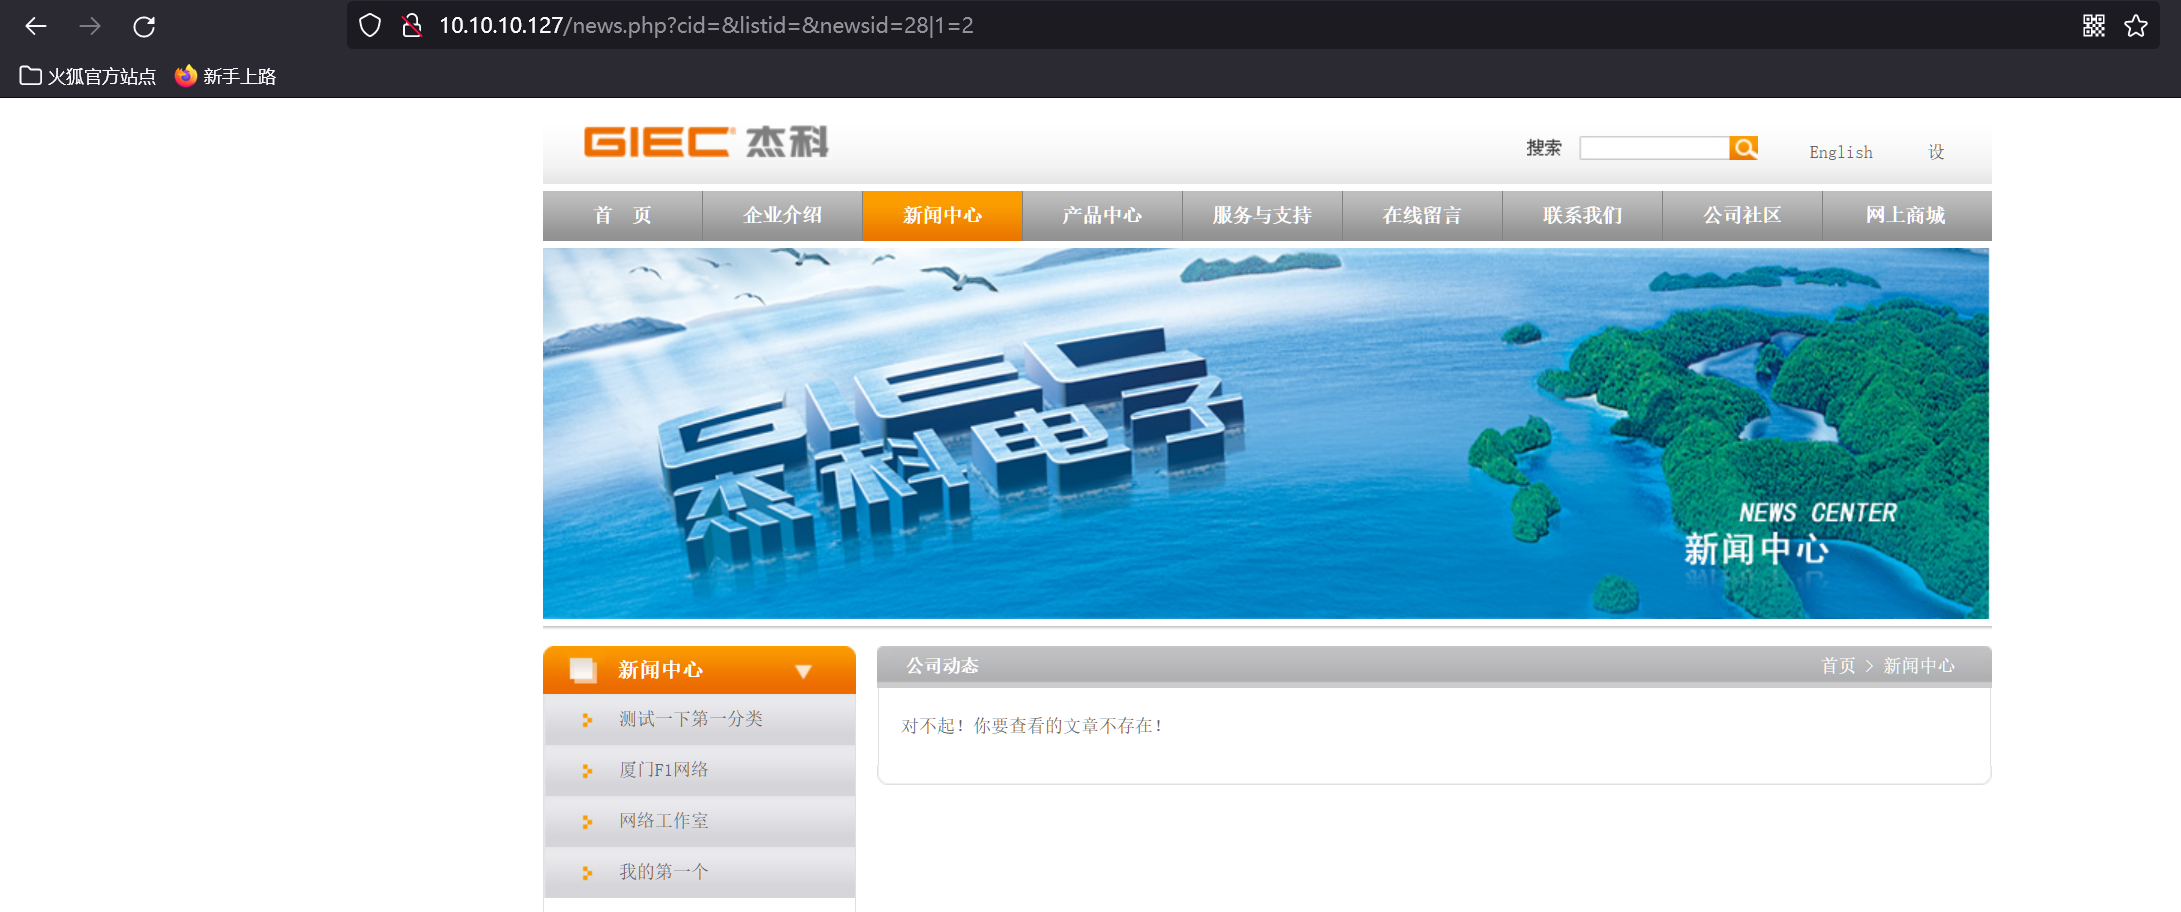 10.10.10.127/news.php?cid=&listid=&newsid=28|1=2
火狐官方站点 新手上路
GIEC 杰科
搜索 English 设
首 页 企业介绍 新闻中心 产品中心 服务与支持 在线留言 联系我们 公司社区 网上商城
GIEC
杰科电子
NEWS CENTER
新闻中心
新闻中心
测试一下第一分类
厦门F1网络
网络工作室
我的第一个
公司动态 首页 > 新闻中心
对不起！你要查看的文章不存在！